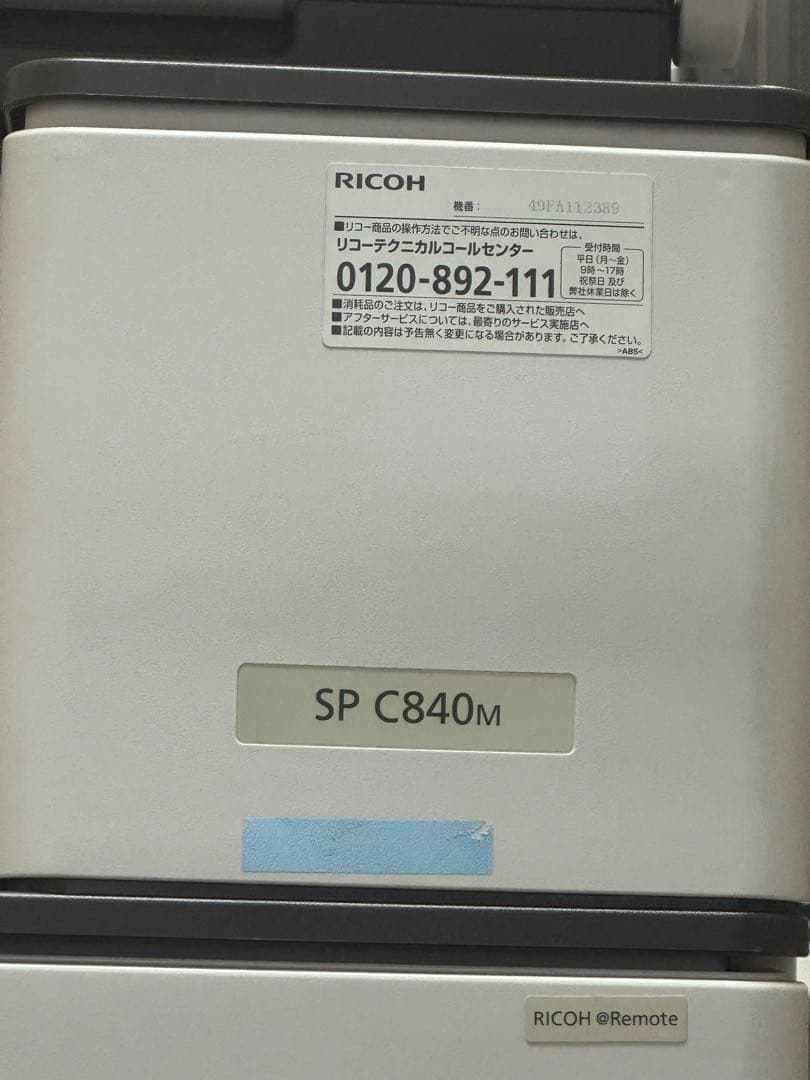 RICOH
機番： 49FA112389
■リコー商品の操作方法でご不明な点のお問い合わせは、
リコーテクニカルコールセンター
0120-892-111
受付時間
平日（月～金）
9時～17時
祝祭日 及び
弊社休業日は除く
■消耗品のご注文は、リコー商品をご購入された販売店へ
■アフターサービスについては、最寄りのサービス実施店へ
■記載の内容は予告無く変更になる場合があります。ご了承ください。
>ABS<
SP C840M
RICOH @Remote